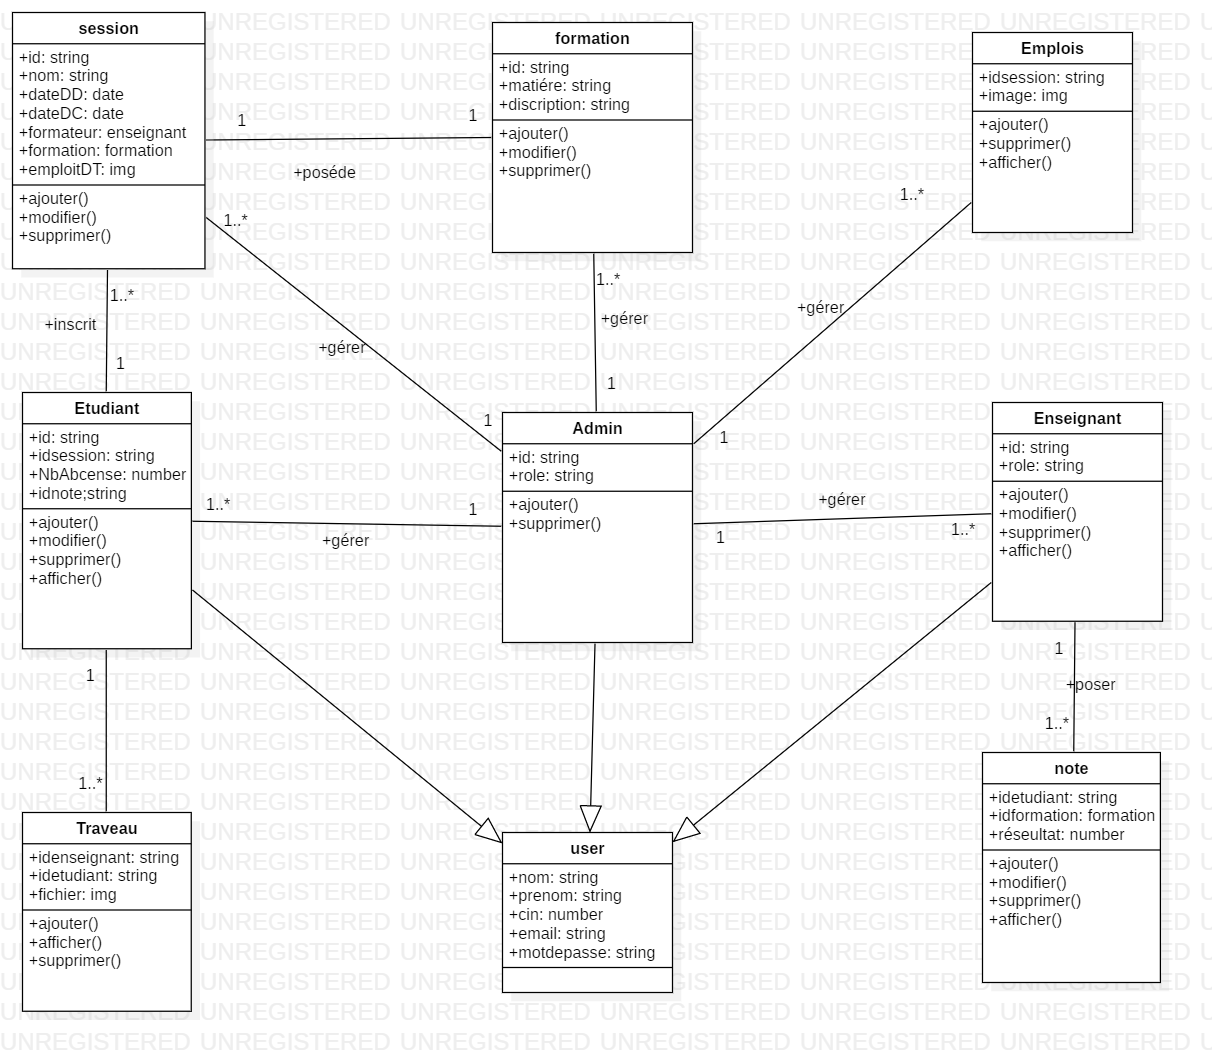 session
+id: string
+nom: string
+dateDD: date
+dateDC: date
+formateur: enseignant
+formation: formation
+emploitDT: img
+ajouter()
+modifier()
+supprimer()
1
1
+poséde
formation
+id: string
+matiére: string
+discription: string
+ajouter()
+modifier()
+supprimer()
Emplois
+idsession: string
+image: img
+ajouter()
+supprimer()
+afficher()
1..*
+inscrit
1
1..*
+gérer
1
1..*
+gérer
1
1..*
+gérer
1
Etudiant
+id: string
+idsession: string
+NbAbcense: number
+idnote;string
+ajouter()
+modifier()
+supprimer()
+afficher()
1..*
1
+gérer
Admin
+id: string
+role: string
+ajouter()
+supprimer()
+gérer
1
1..*
Enseignant
+id: string
+role: string
+ajouter()
+modifier()
+supprimer()
+afficher()
1
1..*
1
+poser
1..*
Traveau
+idenseignant: string
+idetudiant: string
+fichier: img
+ajouter()
+afficher()
+supprimer()
user
+nom: string
+prenom: string
+cin: number
+email: string
+motdepasse: string
note
+idetudiant: string
+idformation: formation
+réseultat: number
+ajouter()
+modifier()
+supprimer()
+afficher()
UNREGISTERED UNREGISTERED UNREGISTERED UNREGISTERED UNREGISTERED UNREGISTERED